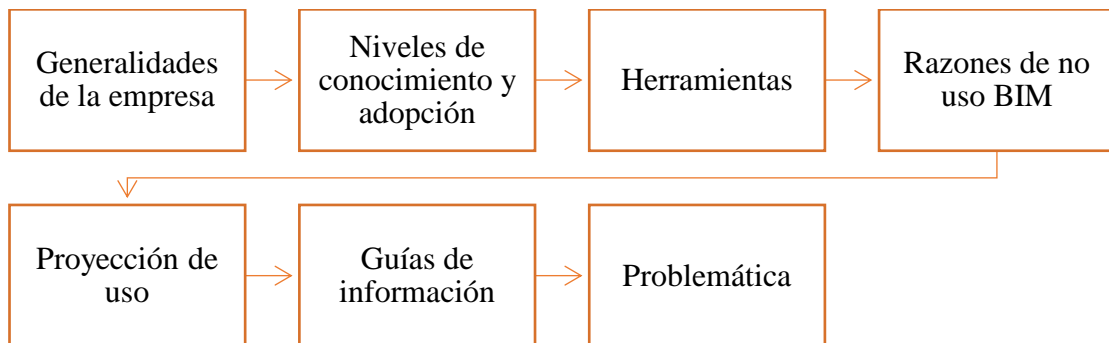 Generalidades
de la empresa
Niveles de
conocimiento y
adopción
Herramientas
Razones de no
uso BIM
Proyección de
uso
Guías de
información
Problemática